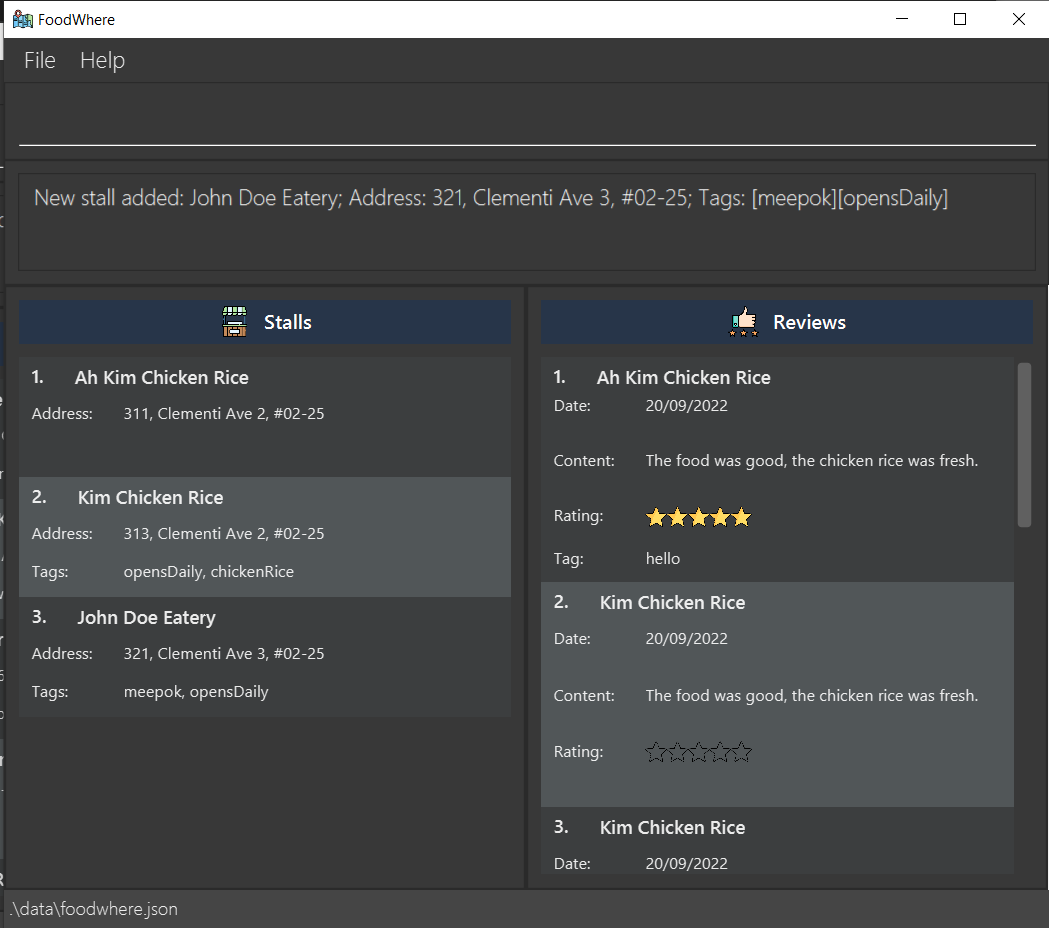 FoodWhere
File Help
New stall added: John Doe Eatery; Address: 321, Clementi Ave 3, #02-25; Tags: [meepok][opensDaily]
Stalls
1. Ah Kim Chicken Rice
Address: 311, Clementi Ave 2, #02-25
2. Kim Chicken Rice
Address: 313, Clementi Ave 2, #02-25
Tags: opensDaily, chickenRice
3. John Doe Eatery
Address: 321, Clementi Ave 3, #02-25
Tags: meepok, opensDaily
Reviews
1. Ah Kim Chicken Rice
Date: 20/09/2022
Content: The food was good, the chicken rice was fresh.
Rating:
Tag: hello
2. Kim Chicken Rice
Date: 20/09/2022
Content: The food was good, the chicken rice was fresh.
Rating:
3. Kim Chicken Rice
Date: 20/09/2022
.\data\foodwhere.json